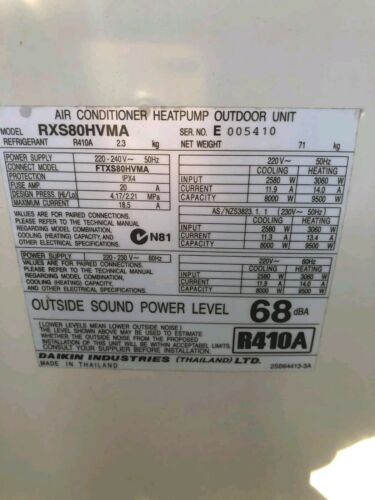 AIR CONDITIONER HEATPUMP OUTDOOR UNIT
MODEL RXS80HVMA SER. NO. E 005410
REFRIGERANT R410A 2.3 kg NET WEIGHT 71 kg
POWER SUPPLY 220-240V~ 50Hz
CONNECT MODEL FTXS80HVMA
PROTECTION IPX4
FUSE AMP 20 A
DESIGN PRESS. (Hi/Lo) 4.17/2.21 MPa
MAXIMUM CURRENT 18.5 A
VALUES ARE FOR PAIRED CONNECTIONS.
PLEASE REFER TO THE TECHNICAL MANUAL
REGARDING MODEL COMBINATION,
COOLING (HEATING) CAPACITY AND
OTHER ELECTRICAL SPECIFICATIONS.
N81
POWER SUPPLY 220-230 V~ 60Hz
VALUES ARE FOR PAIRED CONNECTIONS.
PLEASE REFER TO THE TECHNICAL MANUAL
REGARDING MODEL COMBINATION,
COOLING (HEATING) CAPACITY AND
OTHER ELECTRICAL SPECIFICATIONS.
220V~ 50Hz
COOLING HEATING
INPUT 2580 W 3060 W
CURRENT 11.9 A 14.0 A
CAPACITY 8000 W 9500 W
AS/NZS3823. 1. 1 230V~ 50Hz
COOLING HEATING
INPUT 2580 W 3060 W
CURRENT 11.3 A 13.4 A
CAPACITY 8000 W 9500 W
220V~ 60Hz
COOLING HEATING
INPUT 2580 W 3060 W
CURRENT 11.9 A 14.0 A
CAPACITY 8000 W 9500 W
OUTSIDE SOUND POWER LEVEL 68 dBA
(LOWER LEVELS MEAN LOWER OUTSIDE NOISE)
THE LEVEL SHOWN ABOVE MAY BE USED TO ESTIMATE
WHETHER THE OUTSIDE NOISE FROM THE PROPOSED
INSTALLATION OF THIS UNIT WILL BE WITHIN ACCEPTABLE LIMITS.
CONSULT YOUR SUPPLIER BEFORE INSTALLATION
R410A
DAIKIN INDUSTRIES (THAILAND) LTD.
MADE IN THAILAND 2SB64413-3A